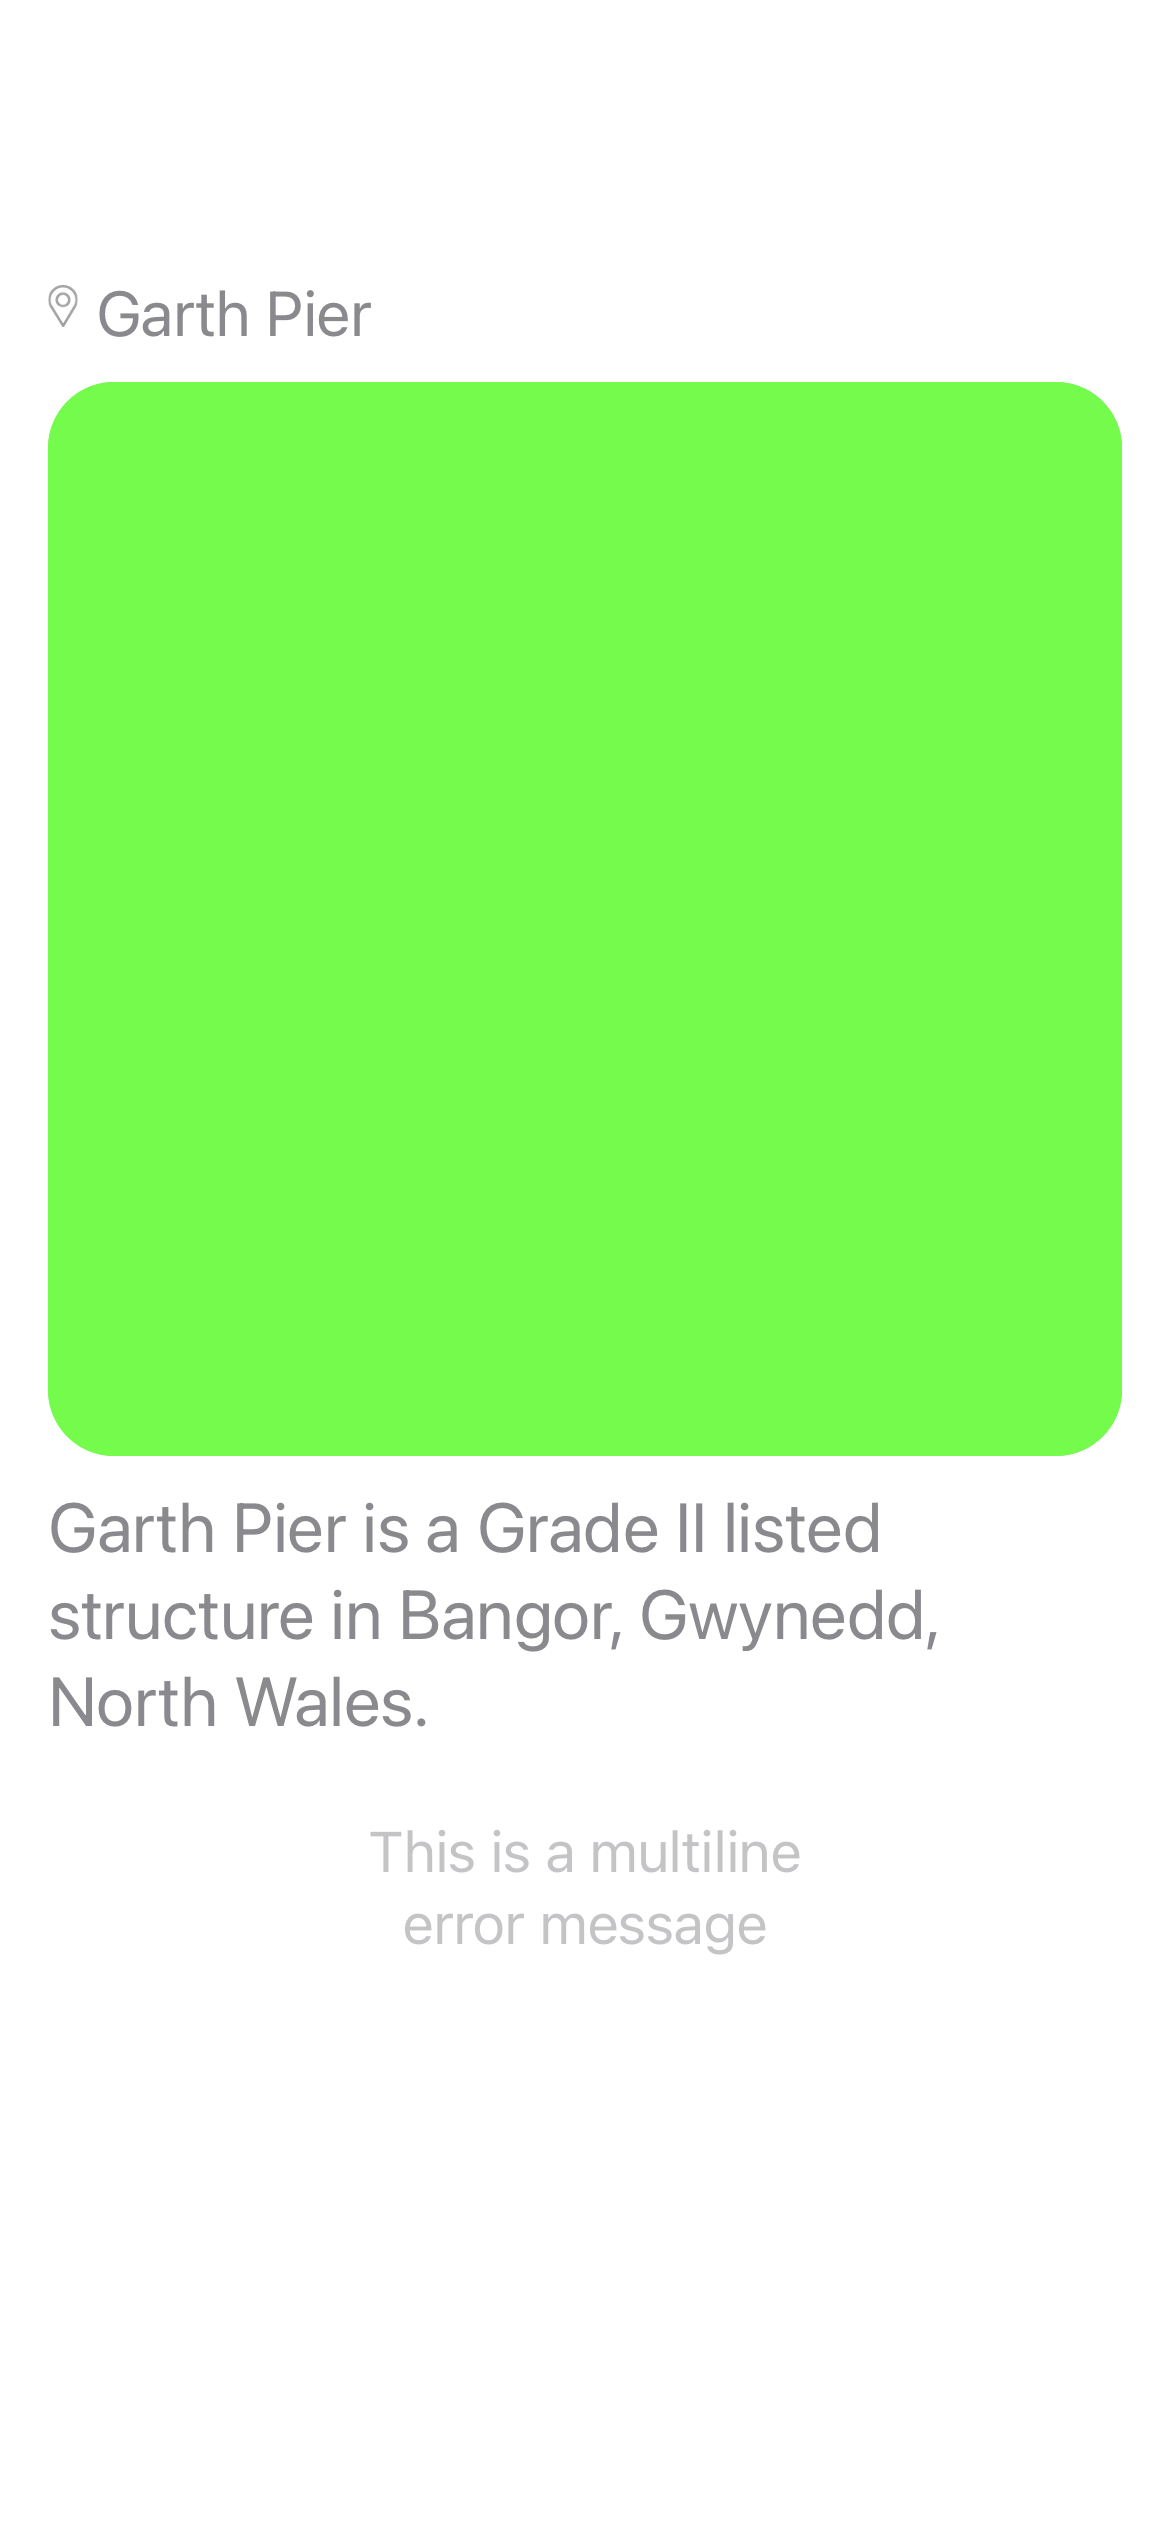 Garth Pier
Garth Pier is a Grade II listed
structure in Bangor, Gwynedd,
North Wales.
This is a multiline
error message